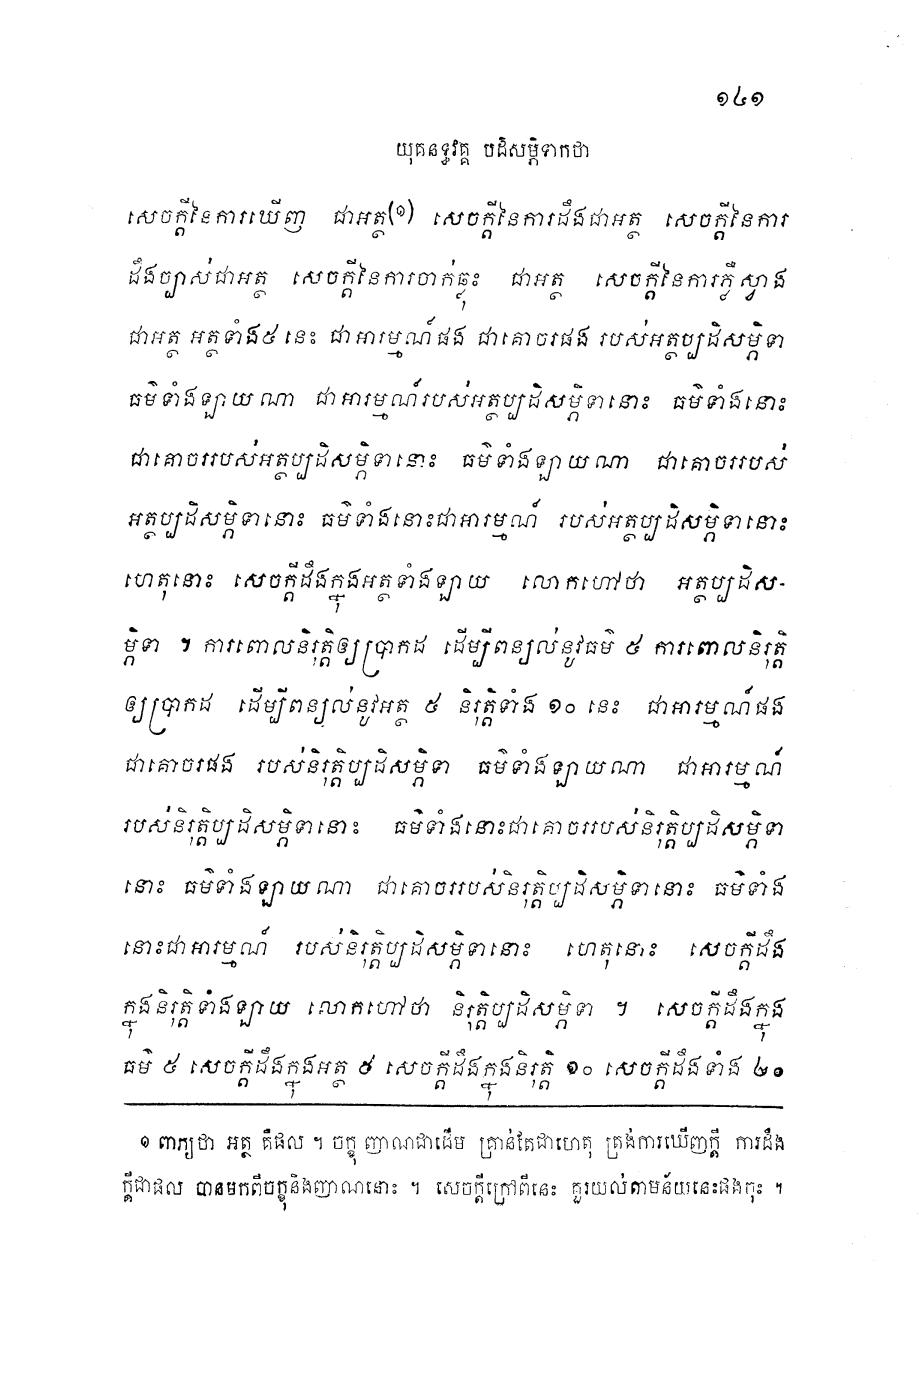 ១៤១
យុគនទ្ធវគ្គ បដិសម្ភិទាកថា
សេចក្តីនៃការឃើញ ជាអត្ថ(១) សេចក្តីនៃការដឹងជាអត្ថ សេចក្តីនៃការ
ដឹងច្បាស់ជាអត្ថ សេចក្តីនៃការចាក់ធ្លុះ ជាអត្ថ សេចក្តីនៃការភ្លឺស្វាង
ជាអត្ថ អត្ថទាំង៥ នេះ ជាអារម្មណ៍ផង ជាគោចរផង របស់អត្ថប្បដិសម្ភិទា
ធម៌ទាំងឡាយណា ជាអារម្មណ៍របស់អត្ថប្បដិសម្ភិទានោះ ធម៌ទាំងនោះ
ជាគោចររបស់អត្ថប្បដិសម្ភិទានោះ ធម៌ទាំងឡាយណា ជាគោចររបស់
អត្ថប្បដិសម្ភិទានោះ ធម៌ទាំងនោះជាអារម្មណ៍ របស់អត្ថប្បដិសម្ភិទានោះ
ហេតុនោះ សេចក្តីដឹងក្នុងអត្ថទាំងឡាយ លោកហៅថា អត្ថប្បដិស-
ម្ភិទា ។ ការពោលនិរុត្តិឲ្យប្រាកដ ដើម្បីពន្យល់នូវធម៌ ៥ ការពោលនិរុត្តិ
ឲ្យប្រាកដ ដើម្បីពន្យល់នូវអត្ថ ៥ និរុត្តិទាំង ១០ នេះ ជាអារម្មណ៍ផង
ជាគោចរផង របស់និរុត្តិប្បដិសម្ភិទា ធម៌ទាំងឡាយណា ជាអារម្មណ៍
របស់និរុត្តិប្បដិសម្ភិទានោះ ធម៌ទាំងនោះជាគោចររបស់និរុត្តិប្បដិសម្ភិទា
នោះ ធម៌ទាំងឡាយណា ជាគោចររបស់និរុត្តិប្បដិសម្ភិទានោះ ធម៌ទាំង
នោះជាអារម្មណ៍ របស់និរុត្តិប្បដិសម្ភិទានោះ ហេតុនោះ សេចក្តីដឹង
ក្នុងនិរុត្តិទាំងឡាយ លោកហៅថា និរុត្តិប្បដិសម្ភិទា ។ សេចក្តីដឹងក្នុង
ធម៌ ៥ សេចក្តីដឹងក្នុងអត្ថ ៥ សេចក្តីដឹងក្នុងនិរុត្តិ ១០ សេចក្តីដឹងទាំង ២០
១ ពាក្យថា អត្ថ គឺផល ។ ចក្ខុ ញាណជាដើម គ្រាន់តែជាហេតុ ត្រង់ការឃើញក្តី ការដឹង
ក្តីជាផល បានមកពីចក្ខុនិងញាណនោះ ។ សេចក្តីក្រៅពីនេះ គួរយល់តាមន័យនេះផងចុះ ។